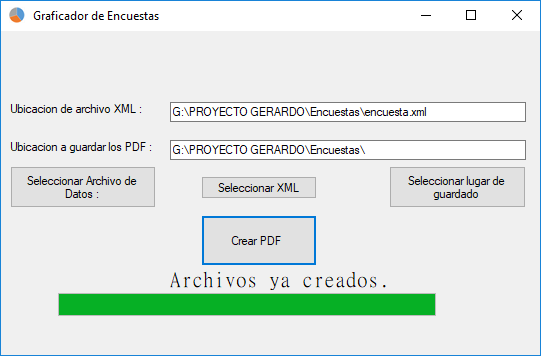 Graficador de Encuestas
Ubicacion de archivo XML :
G:\PROYECTO GERARDO\Encuestas\encuesta.xml
Ubicacion a guardar los PDF :
G:\PROYECTO GERARDO\Encuestas\
Seleccionar Archivo de
Datos :
Seleccionar XML
Seleccionar lugar de
guardado
Crear PDF
Archivos ya creados.